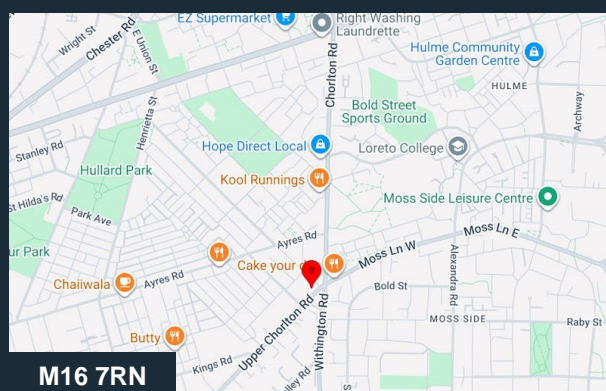 EZ Supermarket
Right Washing
Laundrette
Wright St
Chester Rd
E Union St
Chorlton Rd
Hulme Community
Garden Centre
HULME
Archway
Henrietta St
Bold Street
Sports Ground
Hope Direct Local
Loreto College
Stanley Rd
Hullard Park
Kool Runnings
Moss Side Leisure Centre
St Hilda's Rd
Park Ave
ur Park
Ayres Rd
Moss Ln E
Moss Ln W
Cake your d
Chaiiwala
Ayres Rd
Alexandra Rd
Bold St
Upper Chorlton Rd
Withington Rd
MOSS SIDE
Raby St
Butty
Kings Rd
lley Rd
S
M16 7RN